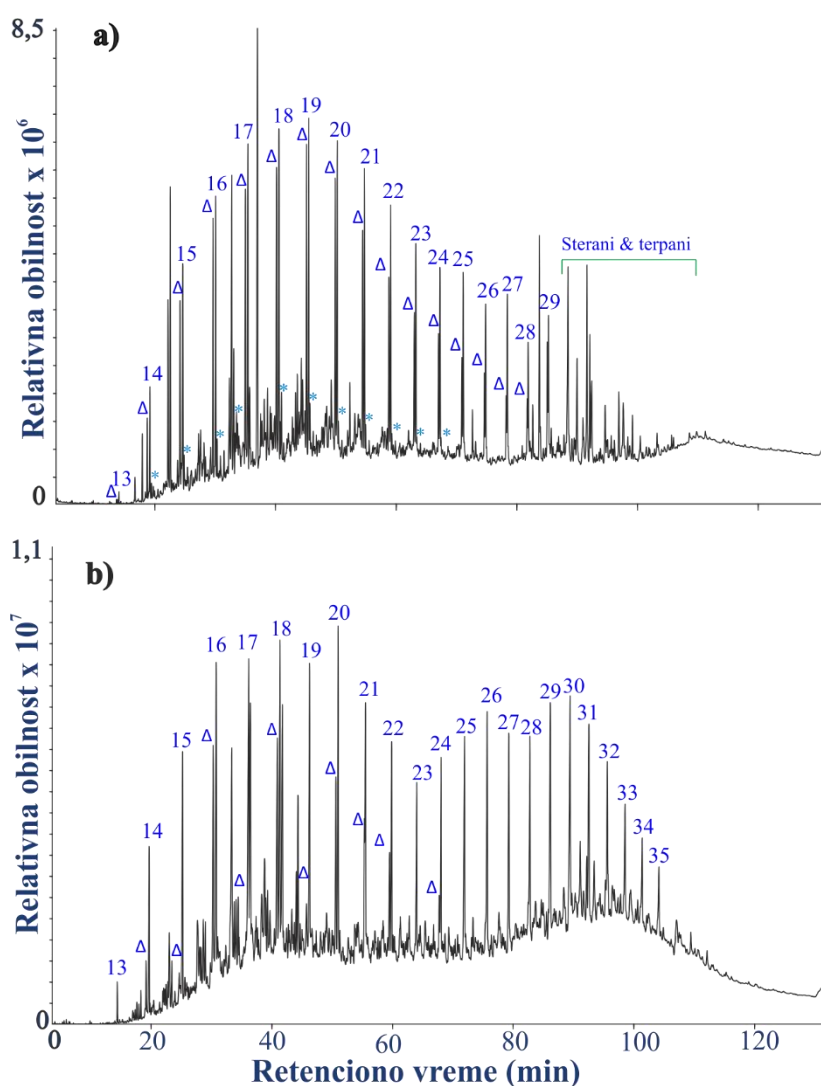 8,5
a)
Relativna obilnost x 10⁶
0
13
Δ
14
Δ
*
15
Δ
*
16
Δ
*
17
Δ
*
18
Δ
*
19
Δ
*
20
Δ
*
21
Δ
*
22
Δ
*
23
Δ
*
24
Δ
*
25
Δ
26
Δ
27
Δ
28
Δ
29
Sterani & terpani
1,1
b)
Relativna obilnost x 10⁷
0
13
14
Δ
15
Δ
16
Δ
17
Δ
18
Δ
19
Δ
20
Δ
21
Δ
22
Δ
23
24
Δ
25
26
27
28
29
30
31
32
33
34
35
0 20 40 60 80 100 120
Retenciono vreme (min)